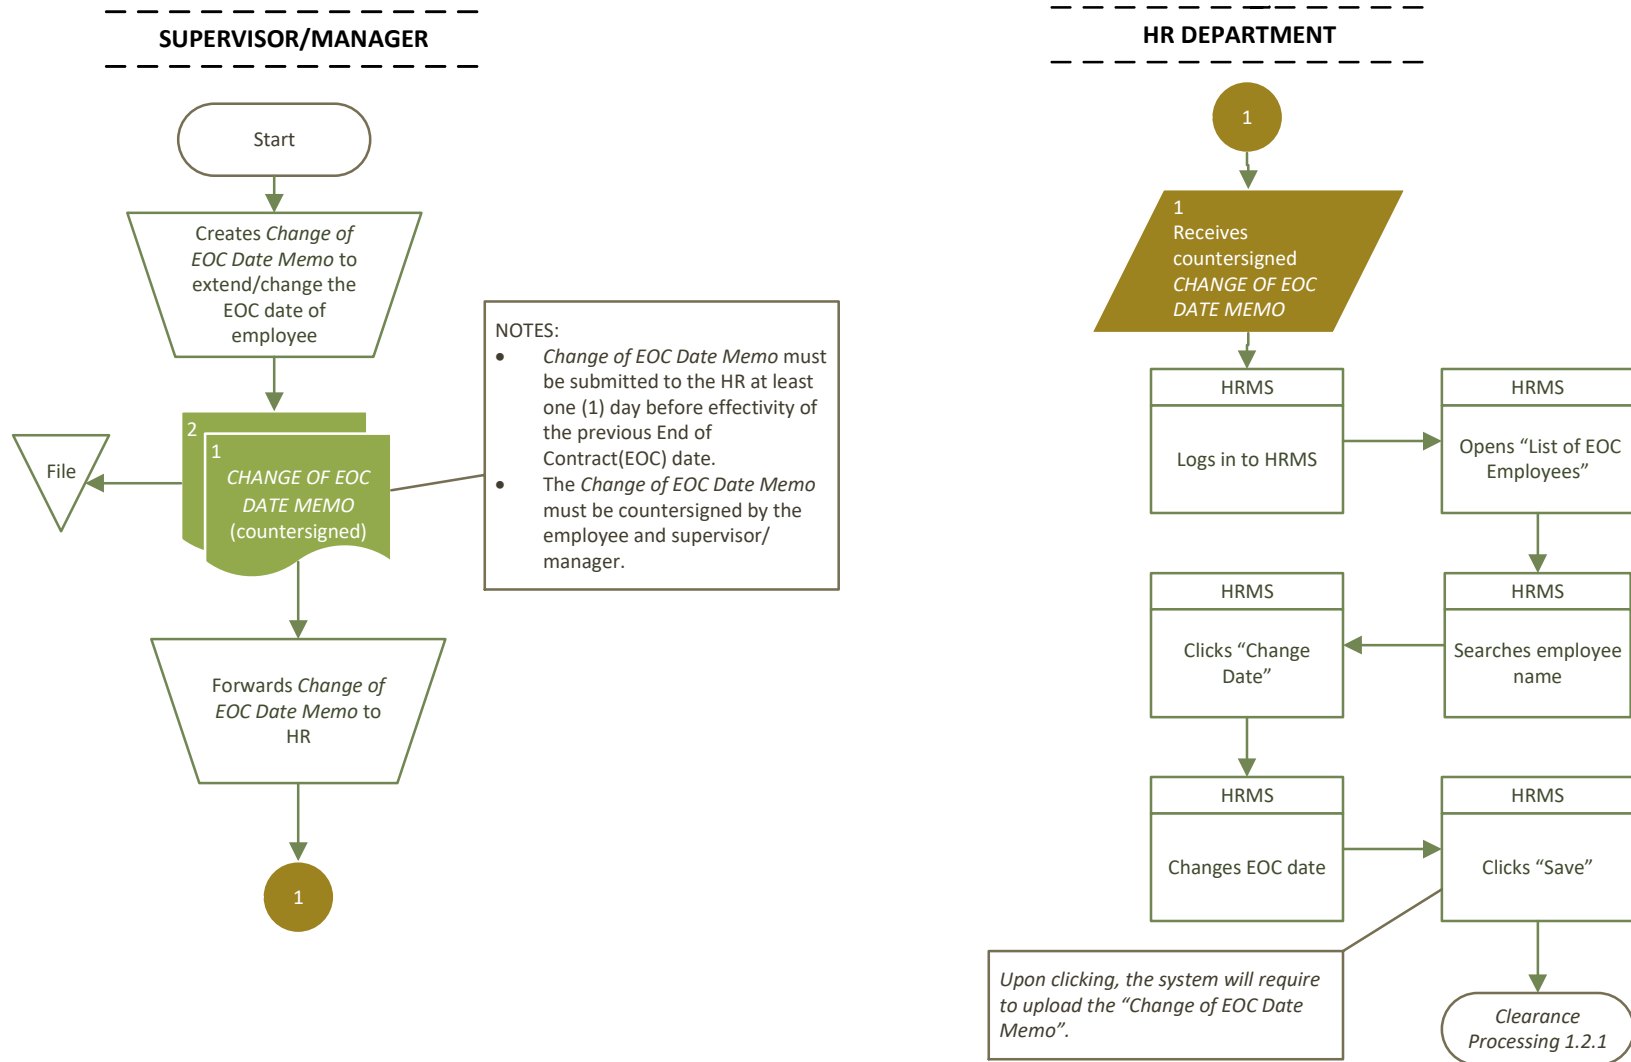 SUPERVISOR/MANAGER
Start
Creates Change of
EOC Date Memo to
extend/change the
EOC date of
employee
2
1
CHANGE OF EOC
DATE MEMO
(countersigned)
File
NOTES:
• Change of EOC Date Memo must
be submitted to the HR at least
one (1) day before effectivity of
the previous End of
Contract(EOC) date.
• The Change of EOC Date Memo
must be countersigned by the
employee and supervisor/
manager.
Forwards Change of
EOC Date Memo to
HR
1
HR DEPARTMENT
1
1
Receives
countersigned
CHANGE OF EOC
DATE MEMO
HRMS
Logs in to HRMS
HRMS
Opens “List of EOC
Employees”
HRMS
Searches employee
name
HRMS
Clicks “Change
Date”
HRMS
Changes EOC date
HRMS
Clicks “Save”
Upon clicking, the system will require
to upload the “Change of EOC Date
Memo”.
Clearance
Processing 1.2.1